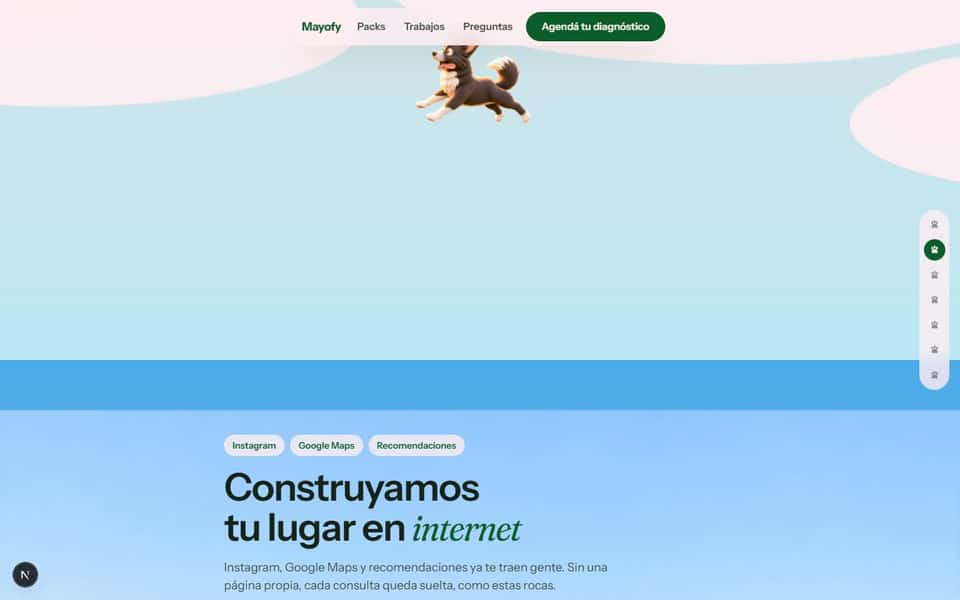 Mayofy
Packs
Trabajos
Preguntas
Agendá tu diagnóstico
Instagram
Google Maps
Recomendaciones
Construyamos
tu lugar en internet
Instagram, Google Maps y recomendaciones ya te traen gente. Sin una
página propia, cada consulta queda suelta, como estas rocas.
N